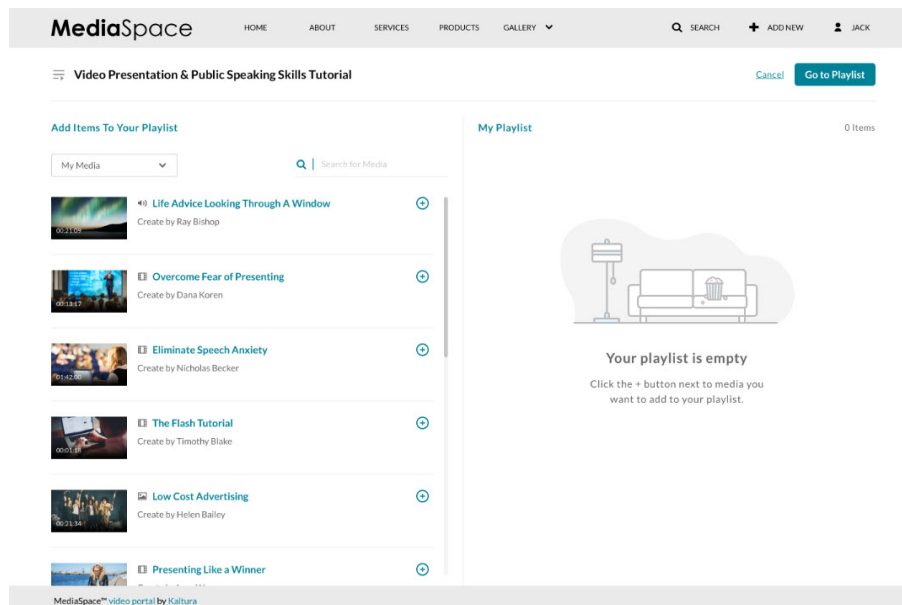 MediaSpace HOME ABOUT SERVICES PRODUCTS GALLERY SEARCH ADD NEW JACK
Video Presentation & Public Speaking Skills Tutorial Cancel Go to Playlist
Add Items To Your Playlist
My Media Search for Media
00:21:09
Life Advice Looking Through A Window
Create by Ray Bishop
00:13:17
Overcome Fear of Presenting
Create by Dana Koren
01:42:00
Eliminate Speech Anxiety
Create by Nicholas Becker
00:01:18
The Flash Tutorial
Create by Timothy Blake
00:21:34
Low Cost Advertising
Create by Helen Bailey
Presenting Like a Winner
My Playlist 0 Items
Your playlist is empty
Click the + button next to media you
want to add to your playlist.
MediaSpace™ video portal by Kaltura